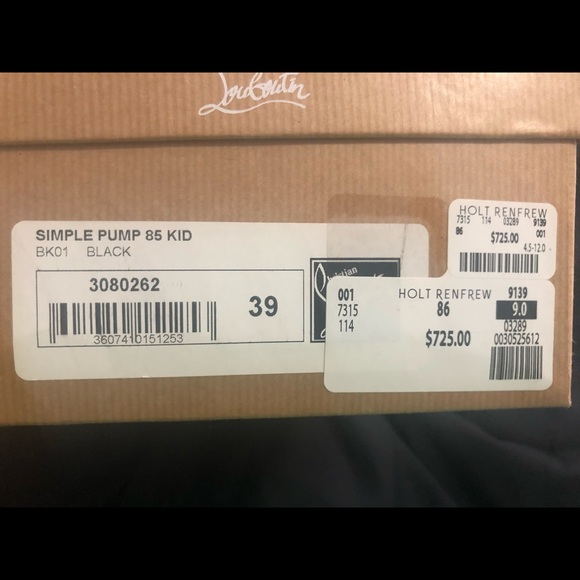 Louboutin
SIMPLE PUMP 85 KID
BK01 BLACK
3080262
39
3607410151253
HOLT RENFREW
7315 114 03289 9139
86 $725.00 001
4.5-12.0
001 HOLT RENFREW 9139
7315 86 9.0
114 03289
$725.00 0030525612